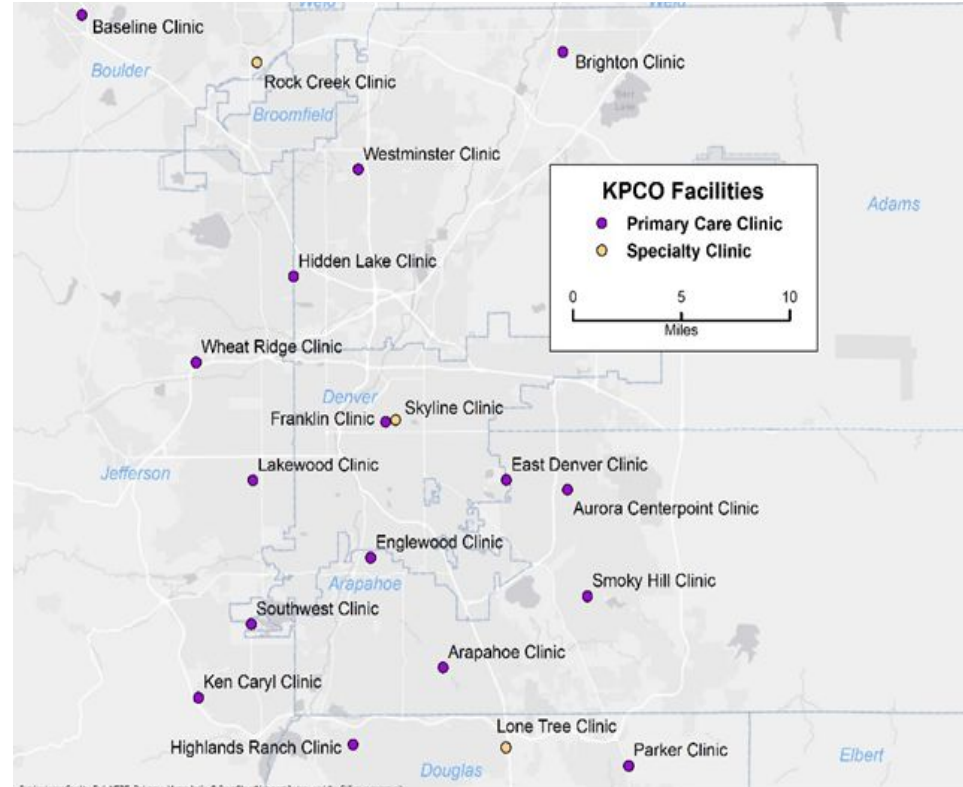 Weld
Weld
Baseline Clinic
Boulder
Rock Creek Clinic
Brighton Clinic
Broomfield
Westminster Clinic
KPCO Facilities
Primary Care Clinic
Specialty Clinic
0 5 10
Miles
Adams
Hidden Lake Clinic
Wheat Ridge Clinic
Denver
Franklin Clinic
Skyline Clinic
Jefferson
Lakewood Clinic
East Denver Clinic
Aurora Centerpoint Clinic
Englewood Clinic
Arapahoe
Smoky Hill Clinic
Southwest Clinic
Arapahoe Clinic
Ken Caryl Clinic
Lone Tree Clinic
Highlands Ranch Clinic
Parker Clinic
Douglas
Elbert